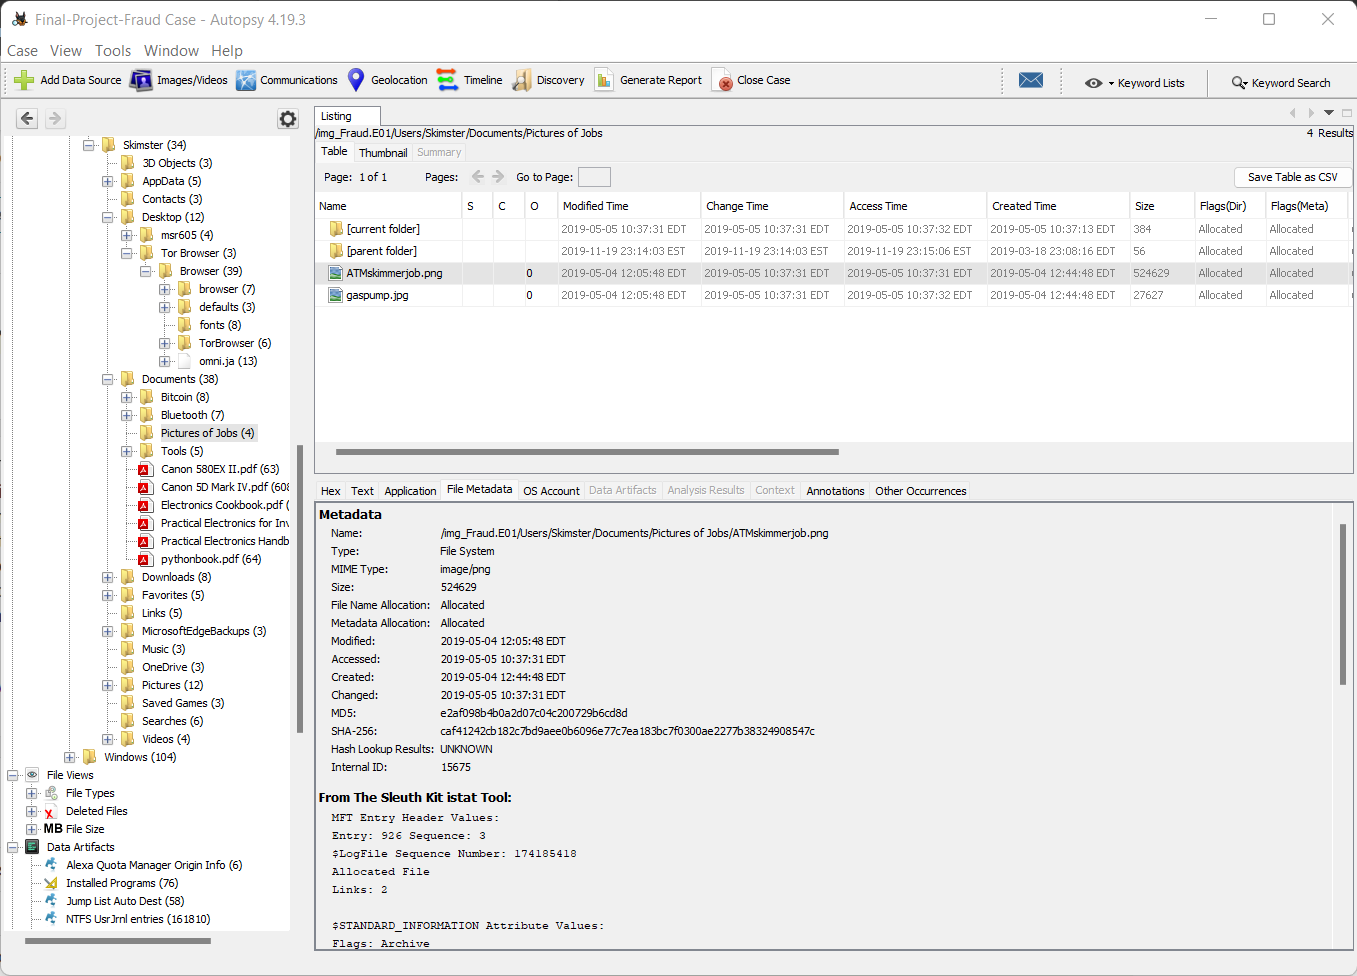 Final-Project-Fraud Case - Autopsy 4.19.3
Case View Tools Window Help
Add Data Source Images/Videos Communications Geolocation Timeline Discovery Generate Report Close Case Keyword Lists Keyword Search
Skimster (34)
3D Objects (3)
AppData (5)
Contacts (3)
Desktop (12)
msr605 (4)
Tor Browser (3)
Browser (39)
browser (7)
defaults (3)
fonts (8)
TorBrowser (6)
omni.ja (13)
Documents (38)
Bitcoin (8)
Bluetooth (7)
Pictures of Jobs (4)
Tools (5)
Canon 580EX II.pdf (63)
Canon 5D Mark IV.pdf (608
Electronics Cookbook.pdf (
Practical Electronics for Inv
Practical Electronics Handb
pythonbook.pdf (64)
Downloads (8)
Favorites (5)
Links (5)
MicrosoftEdgeBackups (3)
Music (3)
OneDrive (3)
Pictures (12)
Saved Games (3)
Searches (6)
Videos (4)
Windows (104)
File Views
File Types
Deleted Files
MB File Size
Data Artifacts
Alexa Quota Manager Origin Info (6)
Installed Programs (76)
Jump List Auto Dest (58)
NTFS UsrJrnl entries (161810)
Listing
/img_Fraud.E01/Users/Skimster/Documents/Pictures of Jobs
4 Results
Table Thumbnail Summary
Page: 1 of 1 Pages: Go to Page: Save Table as CSV
Name S C O Modified Time Change Time Access Time Created Time Size Flags(Dir) Flags(Meta)
[current folder] 2019-05-05 10:37:31 EDT 2019-05-05 10:37:31 EDT 2019-05-05 10:37:32 EDT 2019-05-05 10:37:13 EDT 384 Allocated Allocated
[parent folder] 2019-11-19 23:14:03 EST 2019-11-19 23:14:03 EST 2019-11-19 23:15:06 EST 2019-03-18 23:08:16 EDT 56 Allocated Allocated
ATMskimmerjob.png 0 2019-05-04 12:05:48 EDT 2019-05-05 10:37:31 EDT 2019-05-05 10:37:31 EDT 2019-05-04 12:44:48 EDT 524629 Allocated Allocated
gaspump.jpg 0 2019-05-04 12:05:48 EDT 2019-05-05 10:37:31 EDT 2019-05-05 10:37:32 EDT 2019-05-04 12:44:48 EDT 27627 Allocated Allocated
Hex Text Application File Metadata OS Account Data Artifacts Analysis Results Context Annotations Other Occurrences
Metadata
Name: /img_Fraud.E01/Users/Skimster/Documents/Pictures of Jobs/ATMskimmerjob.png
Type: File System
MIME Type: image/png
Size: 524629
File Name Allocation: Allocated
Metadata Allocation: Allocated
Modified: 2019-05-04 12:05:48 EDT
Accessed: 2019-05-05 10:37:31 EDT
Created: 2019-05-04 12:44:48 EDT
Changed: 2019-05-05 10:37:31 EDT
MD5: e2af098b4b0a2d07c04c200729b6cd8d
SHA-256: caf41242cb182c7bd9aee0b6096e77c7ea183bc7f0300ae2277b38324908547c
Hash Lookup Results: UNKNOWN
Internal ID: 15675
From The Sleuth Kit istat Tool:
MFT Entry Header Values:
Entry: 926 Sequence: 3
$LogFile Sequence Number: 174185418
Allocated File
Links: 2
$STANDARD_INFORMATION Attribute Values:
Flags: Archive